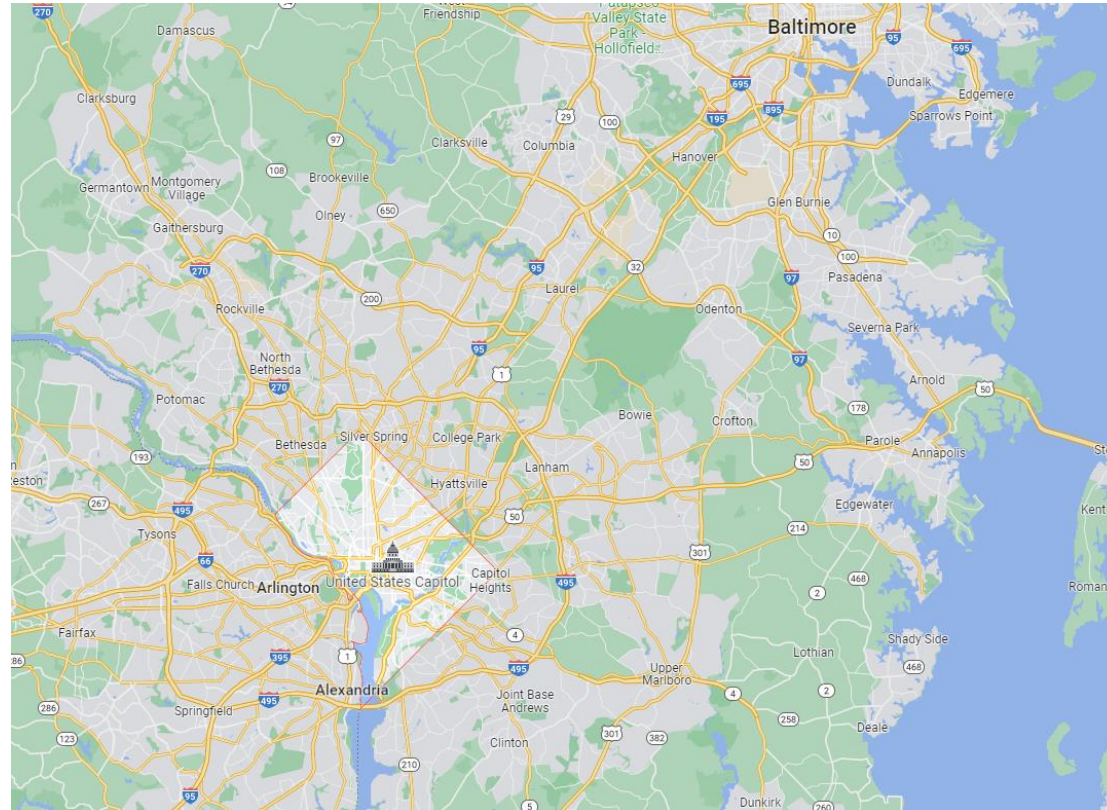 270
West
Friendship
Patapsco
Valley State
Park -
Hollofield...
Baltimore
95
695
Damascus
Dundalk
Edgemere
Clarksburg
695
895
195
Sparrows Point
29
100
97
Clarksville
Columbia
Hanover
108
Brookeville
Germantown
Montgomery
Village
650
Olney
Glen Burnie
Gaithersburg
10
100
270
95
32
97
Pasadena
Laurel
200
Rockville
Odenton
Severna Park
95
97
North
Bethesda
1
270
Arnold
50
Potomac
Bowie
178
Crofton
Bethesda
Silver Spring
College Park
Parole
193
Annapolis
Lanham
50
Reston
Hyattsville
267
495
50
Edgewater
Kent
Tysons
214
301
66
Falls Church
Arlington
United States Capitol
Capitol
Heights
495
468
2
Roman
Fairfax
4
Shady Side
286
395
1
Lothian
468
495
Upper
Marlboro
Alexandria
4
2
495
Joint Base
Andrews
286
Springfield
258
Deale
123
301
382
Clinton
210
95
5
Dunkirk
260